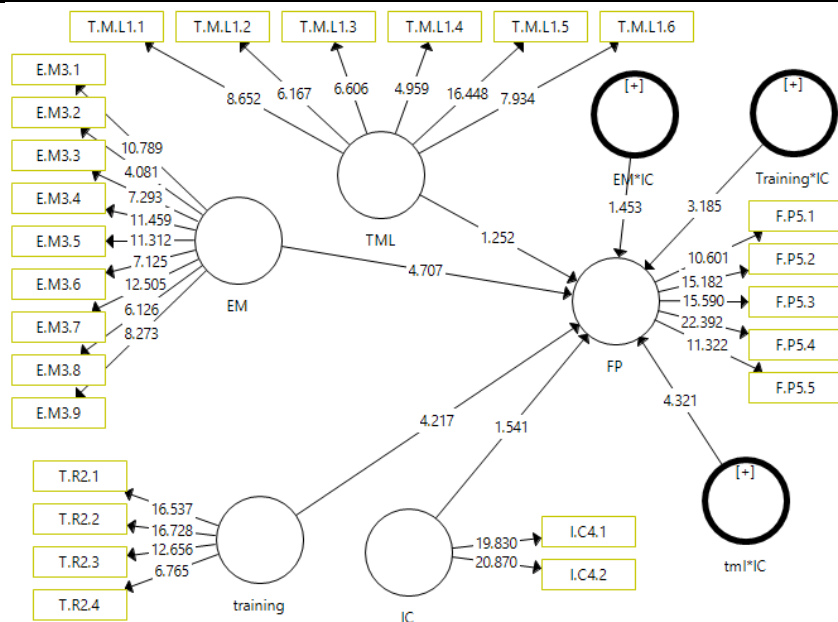 T.M.L1.1
T.M.L1.2
T.M.L1.3
T.M.L1.4
T.M.L1.5
T.M.L1.6
8.652
6.167
6.606
4.959
16.448
7.934
E.M3.1
E.M3.2
E.M3.3
E.M3.4
E.M3.5
E.M3.6
E.M3.7
E.M3.8
E.M3.9
10.789
4.081
7.293
11.459
11.312
7.125
12.505
6.126
8.273
EM
TML
[+]
EM*IC
[+]
Training*IC
1.453
3.185
1.252
4.707
F.P5.1
F.P5.2
F.P5.3
F.P5.4
F.P5.5
10.601
15.182
15.590
22.392
11.322
FP
4.217
1.541
4.321
[+]
tml*IC
T.R2.1
T.R2.2
T.R2.3
T.R2.4
16.537
16.728
12.656
6.765
training
IC
19.830
20.870
I.C4.1
I.C4.2